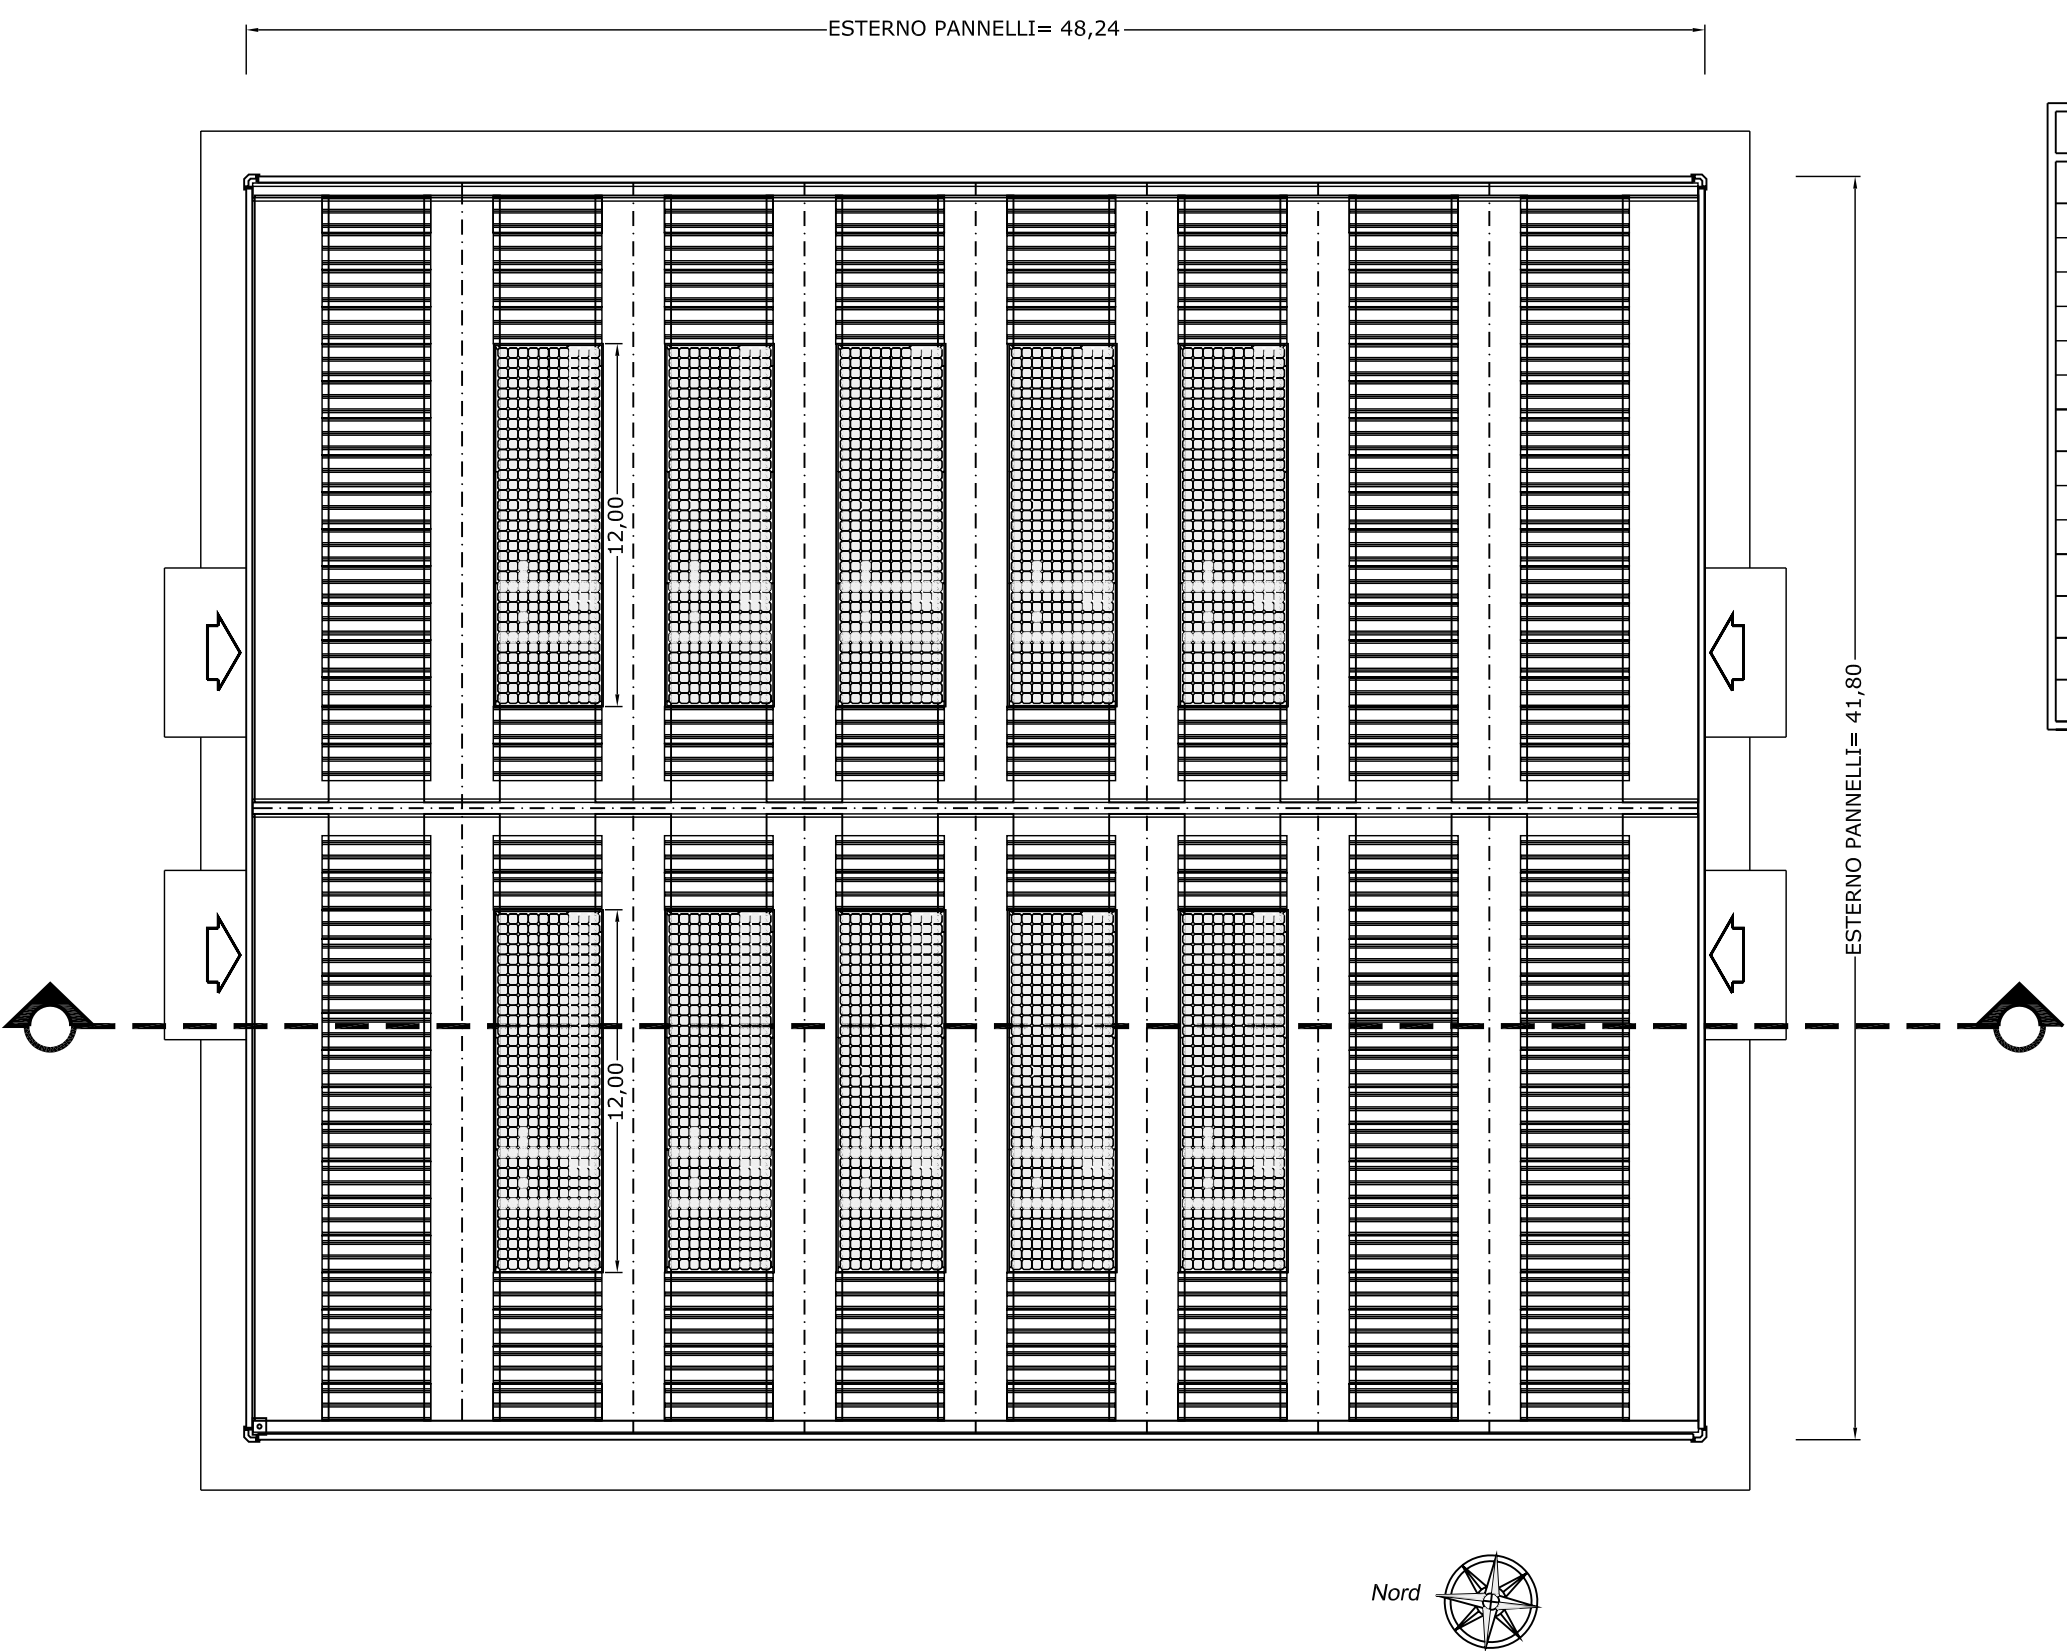 ESTERNO PANNELLI= 48,24
12,00
ESTERNO PANNELLI= 41,80
12,00
Nord